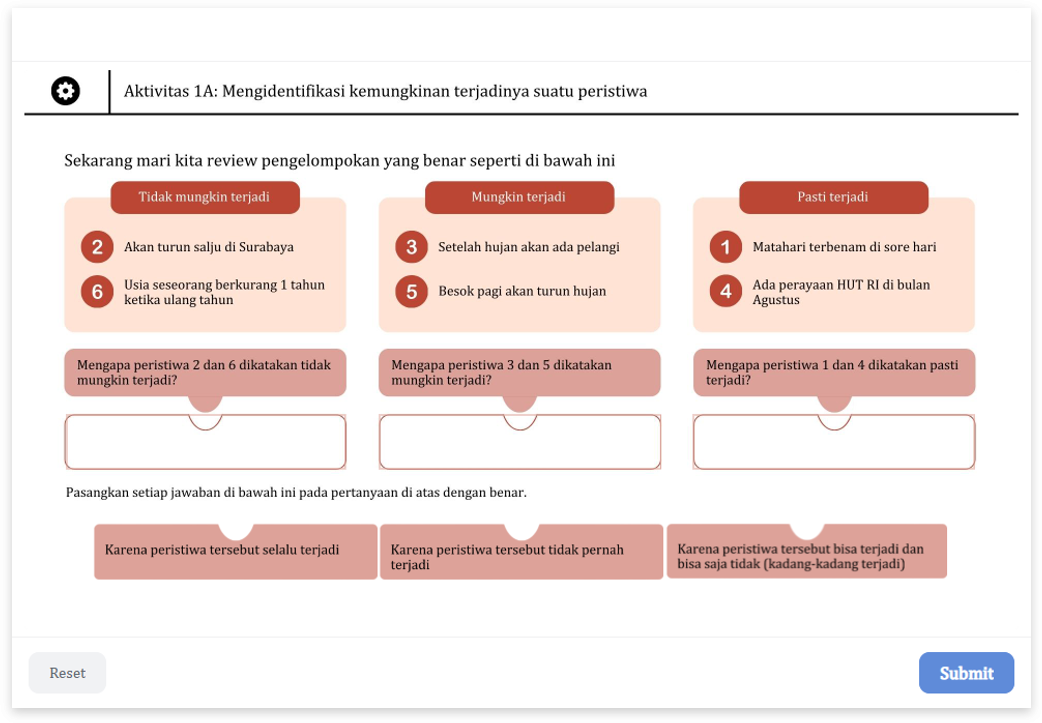 Aktivitas 1A: Mengidentifikasi kemungkinan terjadinya suatu peristiwa
Sekarang mari kita review pengelompokan yang benar seperti di bawah ini
Tidak mungkin terjadi
2 Akan turun salju di Surabaya
6 Usia seseorang berkurang 1 tahun
ketika ulang tahun
Mungkin terjadi
3 Setelah hujan akan ada pelangi
5 Besok pagi akan turun hujan
Pasti terjadi
1 Matahari terbenam di sore hari
4 Ada perayaan HUT RI di bulan
Agustus
Mengapa peristiwa 2 dan 6 dikatakan tidak
mungkin terjadi?
Mengapa peristiwa 3 dan 5 dikatakan
mungkin terjadi?
Mengapa peristiwa 1 dan 4 dikatakan pasti
terjadi?
Pasangkan setiap jawaban di bawah ini pada pertanyaan di atas dengan benar.
Karena peristiwa tersebut selalu terjadi
Karena peristiwa tersebut tidak pernah
terjadi
Karena peristiwa tersebut bisa terjadi dan
bisa saja tidak (kadang-kadang terjadi)
Reset
Submit